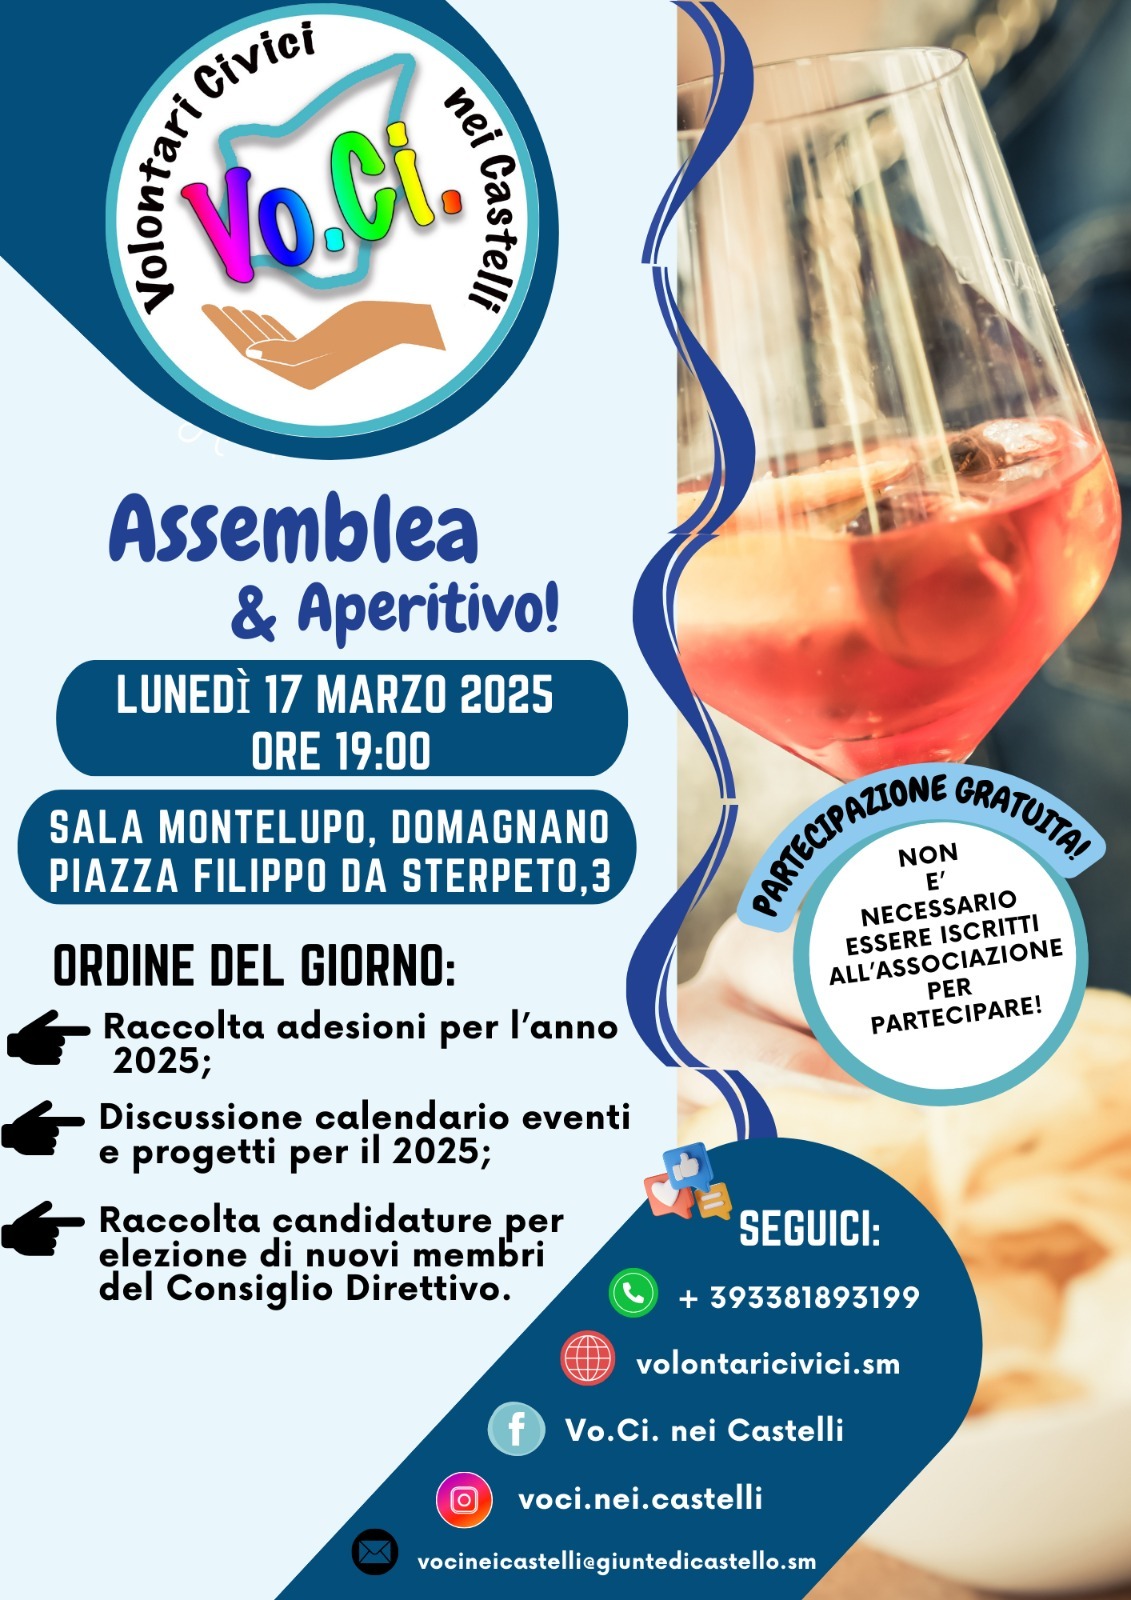 Volontari Civici
nei Castelli
Vo.Ci.
Assemblea
& Aperitivo!
LUNEDÌ 17 MARZO 2025
ORE 19:00
SALA MONTELUPO, DOMAGNANO
PIAZZA FILIPPO DA STERPETO,3
PARTECIPAZIONE GRATUITA!
NON
E’
NECESSARIO
ESSERE ISCRITTI
ALL’ASSOCIAZIONE
PER
PARTECIPARE!
ORDINE DEL GIORNO:
Raccolta adesioni per l’anno
2025;
Discussione calendario eventi
e progetti per il 2025;
Raccolta candidature per
elezione di nuovi membri
del Consiglio Direttivo.
SEGUICI:
+ 393381893199
volontaricivici.sm
Vo.Ci. nei Castelli
voci.nei.castelli
vocineicastelli@giuntedicastello.sm